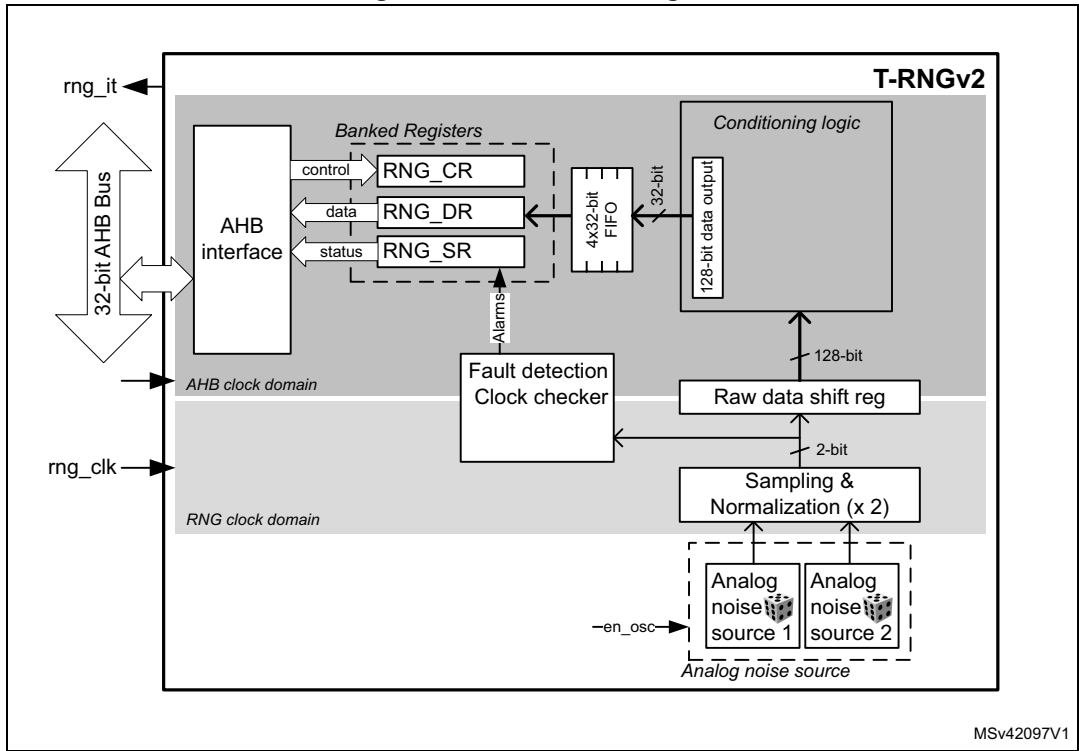 T-RNGv2
rng_it
Conditioning logic
Banked Registers
control
RNG_CR
32-bit
128-bit data output
4x32-bit
FIFO
data
RNG_DR
AHB
interface
32-bit AHB Bus
status
RNG_SR
Alarms
Fault detection
Clock checker
128-bit
AHB clock domain
Raw data shift reg
2-bit
rng_clk
Sampling &
Normalization (x 2)
RNG clock domain
Analog
noise
source 1
Analog
noise
source 2
en_osc
Analog noise source
MSv42097V1